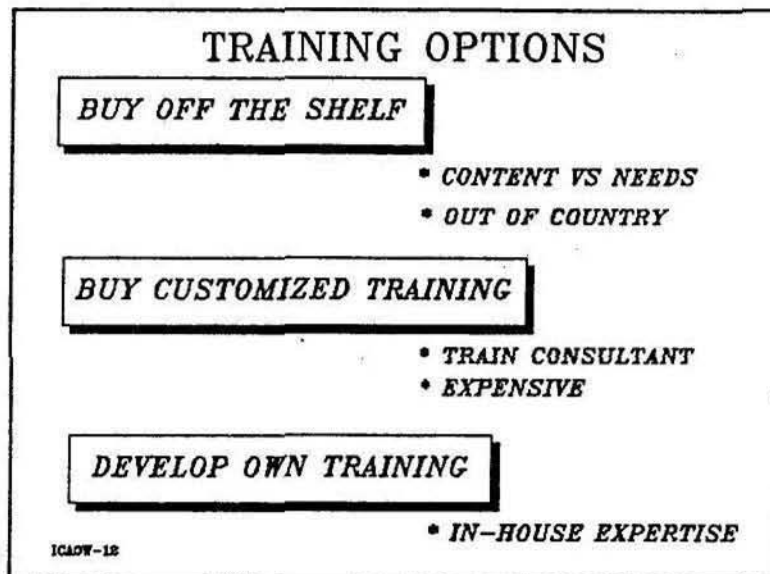 TRAINING OPTIONS
BUY OFF THE SHELF
* CONTENT VS NEEDS
* OUT OF COUNTRY
BUY CUSTOMIZED TRAINING
* TRAIN CONSULTANT
* EXPENSIVE
DEVELOP OWN TRAINING
* IN-HOUSE EXPERTISE
ICAOW-12